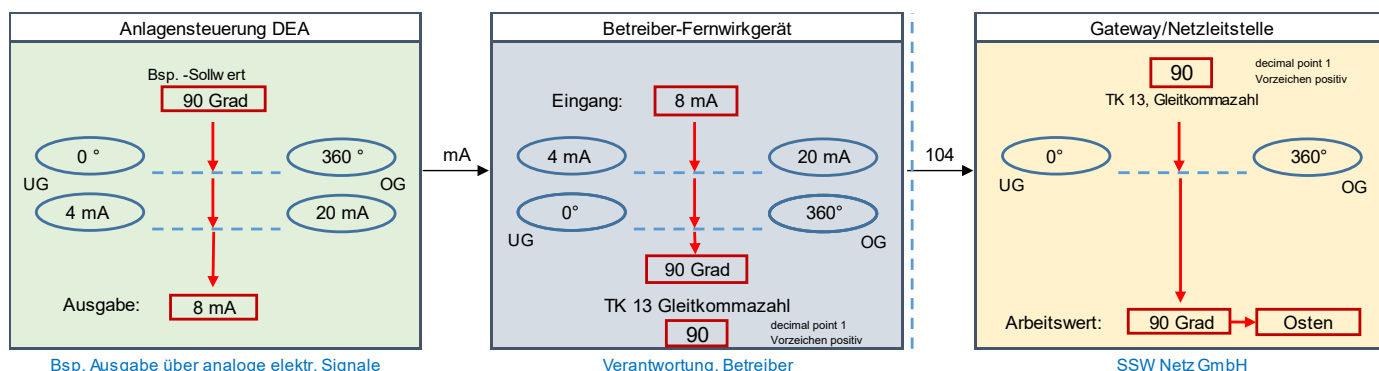 Anlagensteuerung DEA
Bsp. -Sollwert
90 Grad
0 °
360 °
UG
OG
4 mA
20 mA
Ausgabe:
8 mA
Bsp. Ausgabe über analoge elektr. Signale
mA
Betreiber-Fernwirkgerät
Eingang:
8 mA
4 mA
20 mA
0°
360°
UG
OG
90 Grad
TK 13 Gleitkommazahl
90
decimal point 1
Vorzeichen positiv
Verantwortung. Betreiber
104
Gateway/Netzleitstelle
90
decimal point 1
Vorzeichen positiv
TK 13, Gleitkommazahl
0°
360°
UG
OG
Arbeitswert:
90 Grad
Osten
SSW Netz GmbH